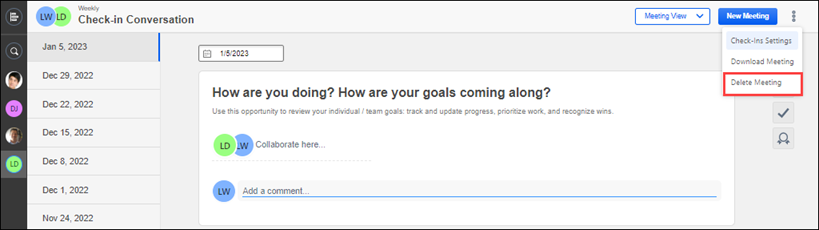 Weekly
LW LD Check-in Conversation
Meeting View
New Meeting
Check-Ins Settings
Download Meeting
Delete Meeting
Jan 5, 2023
Dec 29, 2022
Dec 22, 2022
Dec 15, 2022
Dec 8, 2022
Dec 1, 2022
Nov 24, 2022
DJ
LD
1/5/2023
How are you doing? How are your goals coming along?
Use this opportunity to review your individual / team goals: track and update progress, prioritize work, and recognize wins.
LD LW Collaborate here...
LW Add a comment...